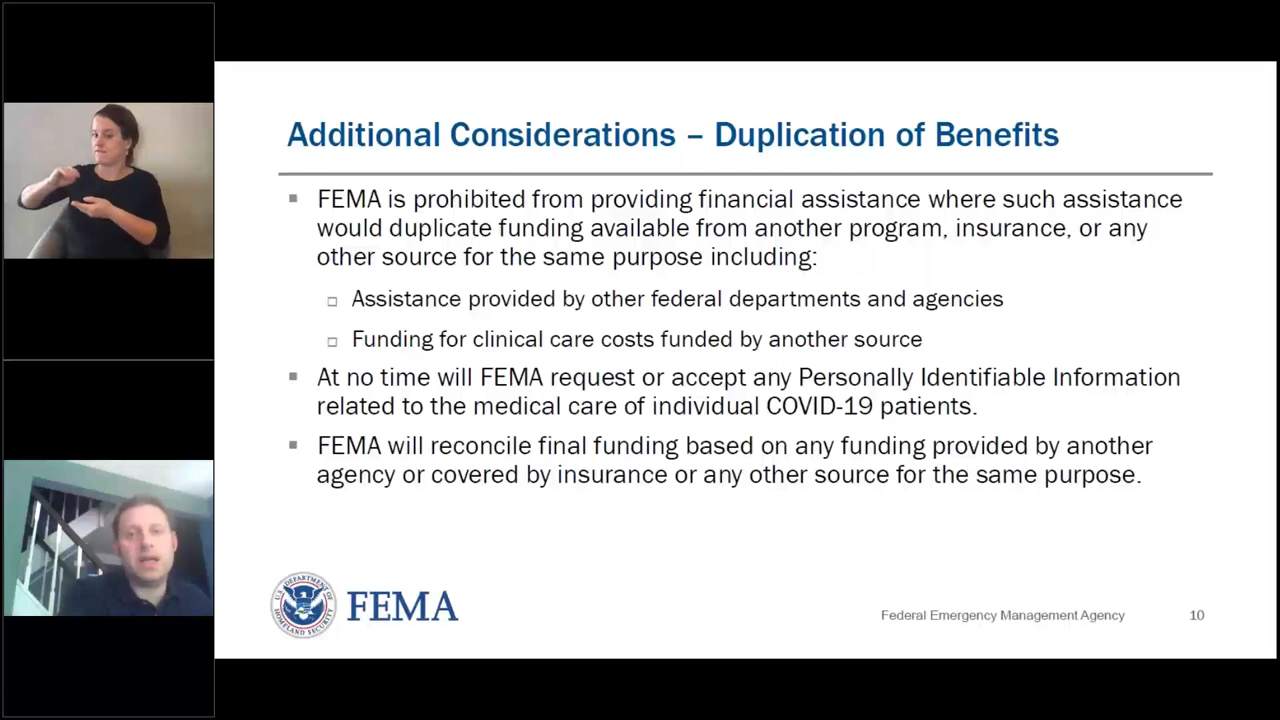 Additional Considerations – Duplication of Benefits
FEMA is prohibited from providing financial assistance where such assistance
would duplicate funding available from another program, insurance, or any
other source for the same purpose including:
Assistance provided by other federal departments and agencies
Funding for clinical care costs funded by another source
At no time will FEMA request or accept any Personally Identifiable Information
related to the medical care of individual COVID-19 patients.
FEMA will reconcile final funding based on any funding provided by another
agency or covered by insurance or any other source for the same purpose.
U.S. DEPARTMENT OF HOMELAND SECURITY
FEMA
Federal Emergency Management Agency
10